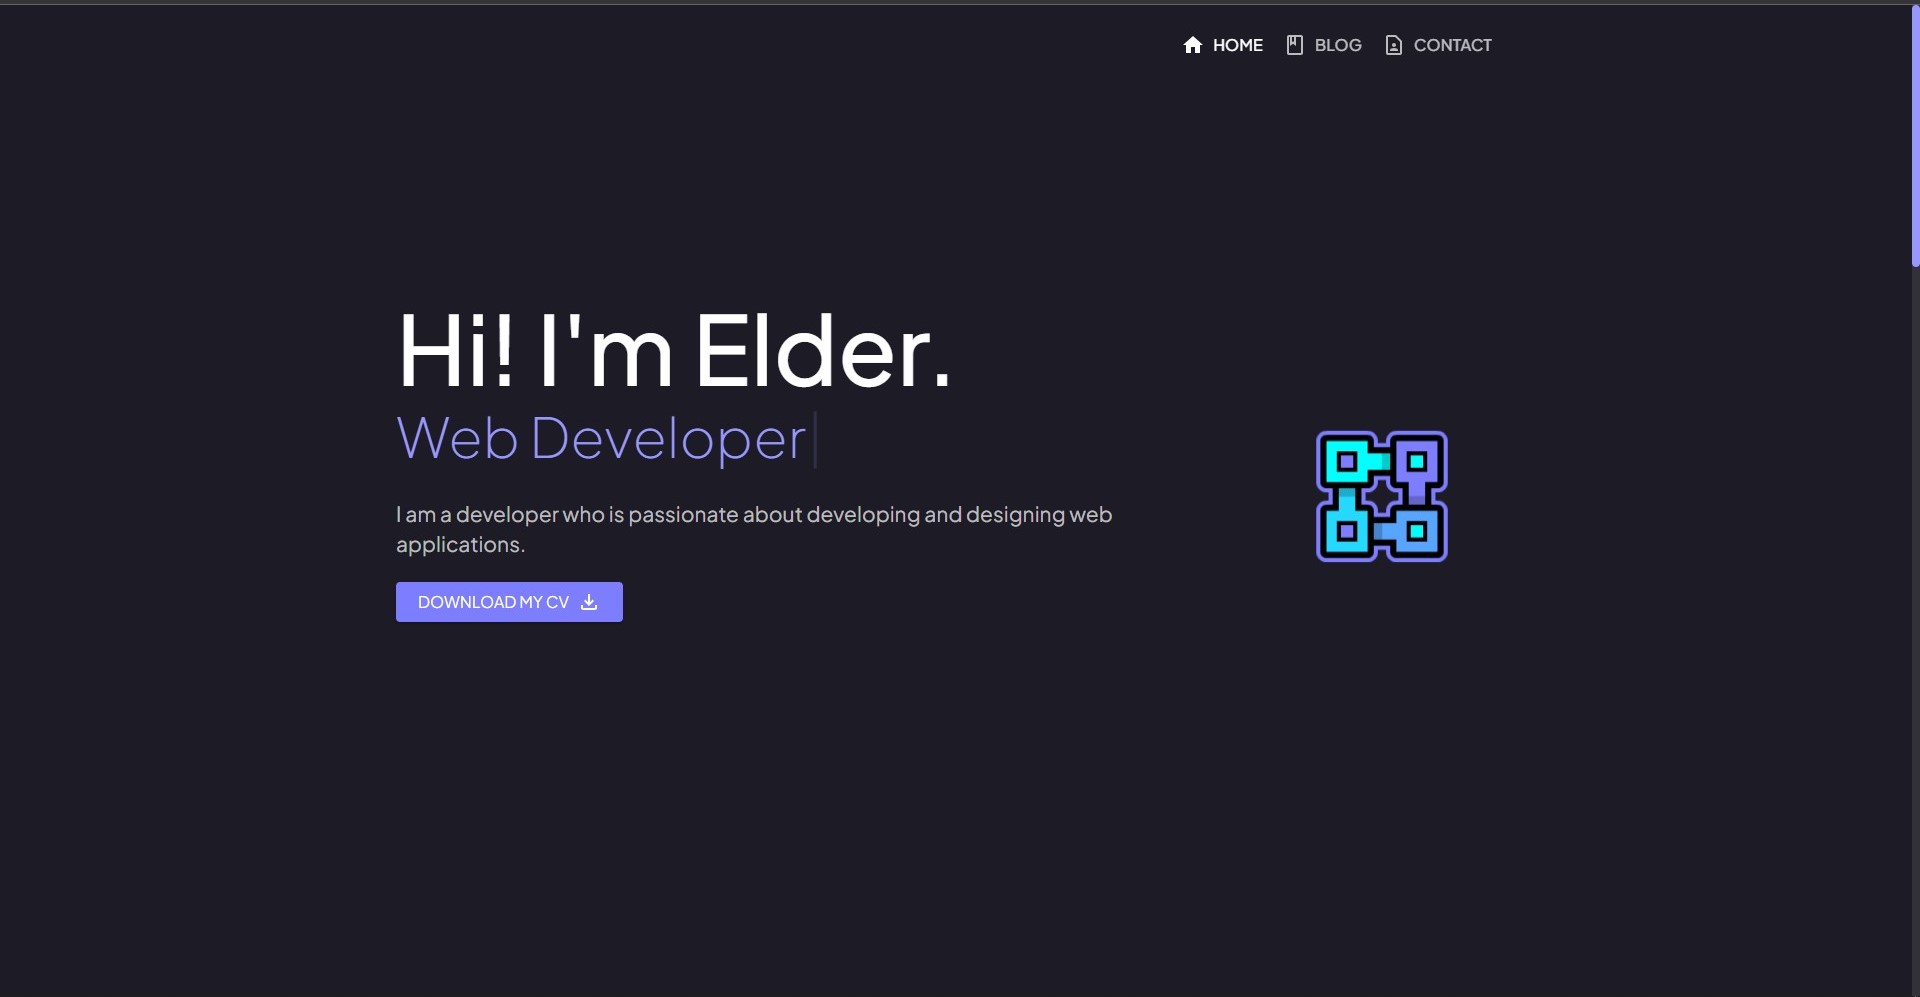 HOME BLOG CONTACT
Hi! I'm Elder.
Web Developer
I am a developer who is passionate about developing and designing web
applications.
DOWNLOAD MY CV